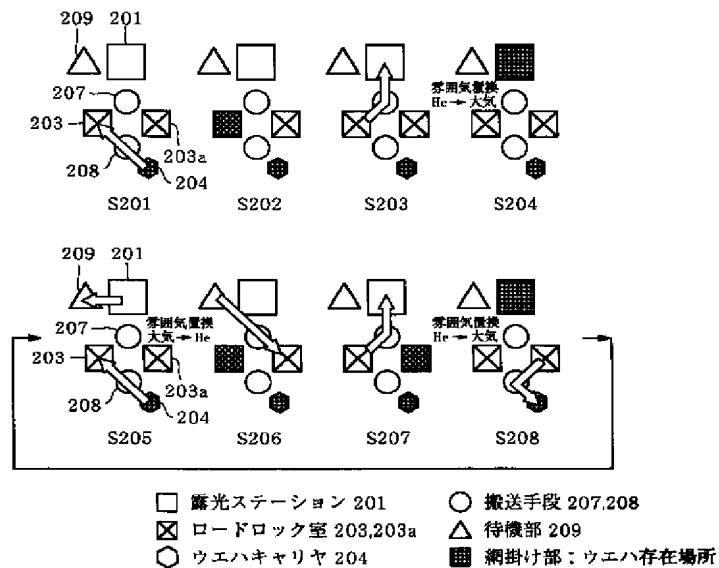 209 201
207
203
203a
208
204
S201 S202 S203 S204
雰囲気置換
He→大気
209 201
207
雰囲気置換
大気→He
203
203a
208
204
雰囲気置換
He→大気
S205 S206 S207 S208
露光ステーション 201
搬送手段 207,208
ロードロック室 203,203a
待機部 209
ウエハキャリヤ 204
網掛け部:ウエハ存在場所